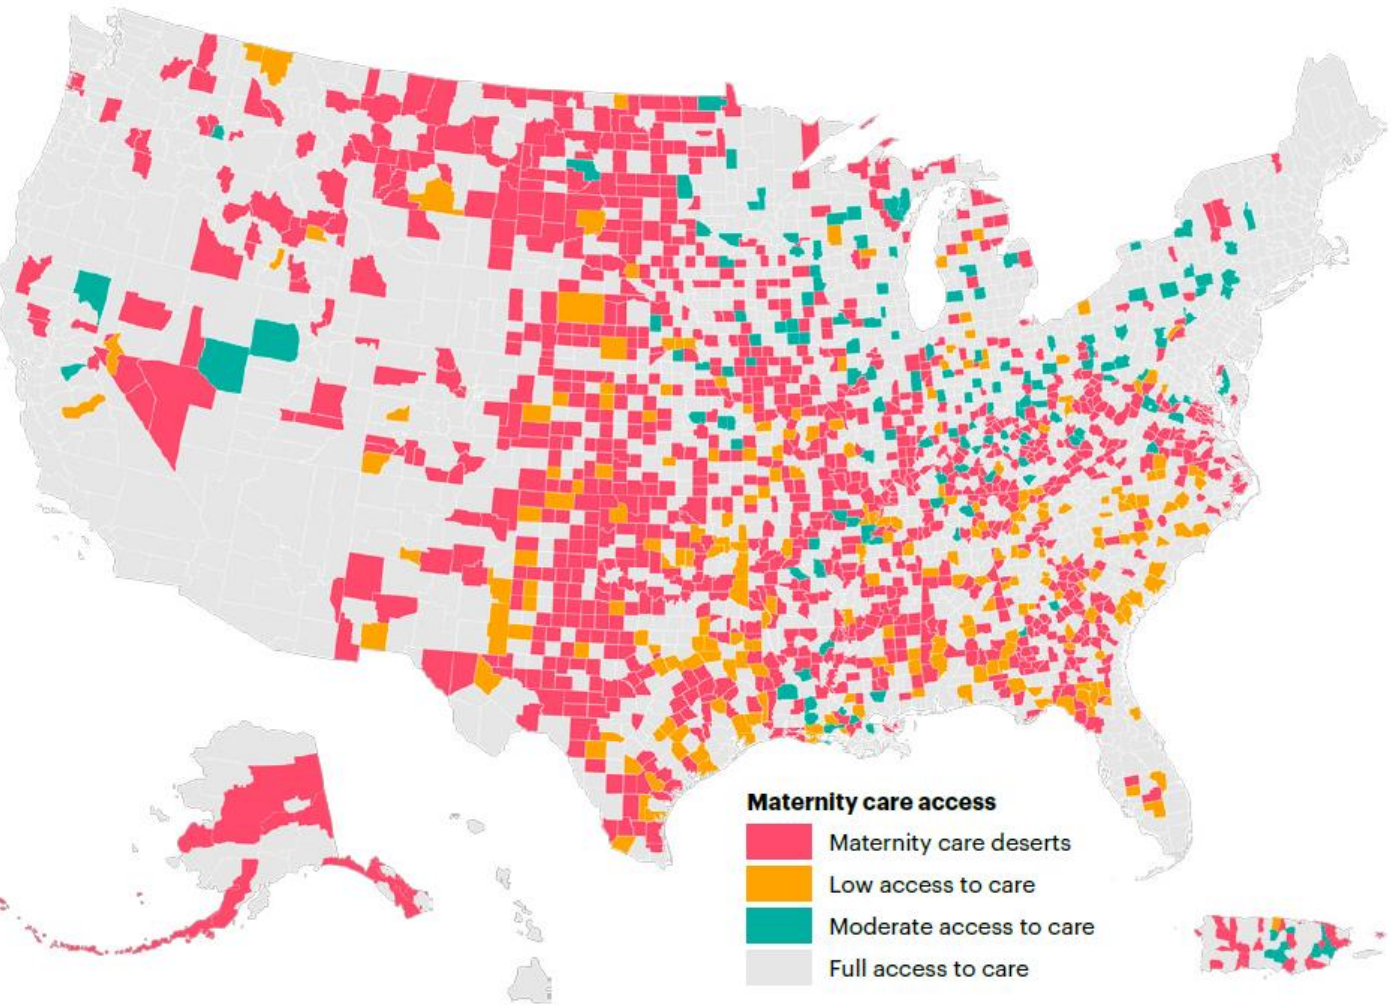 Maternity care access
Maternity care deserts
Low access to care
Moderate access to care
Full access to care